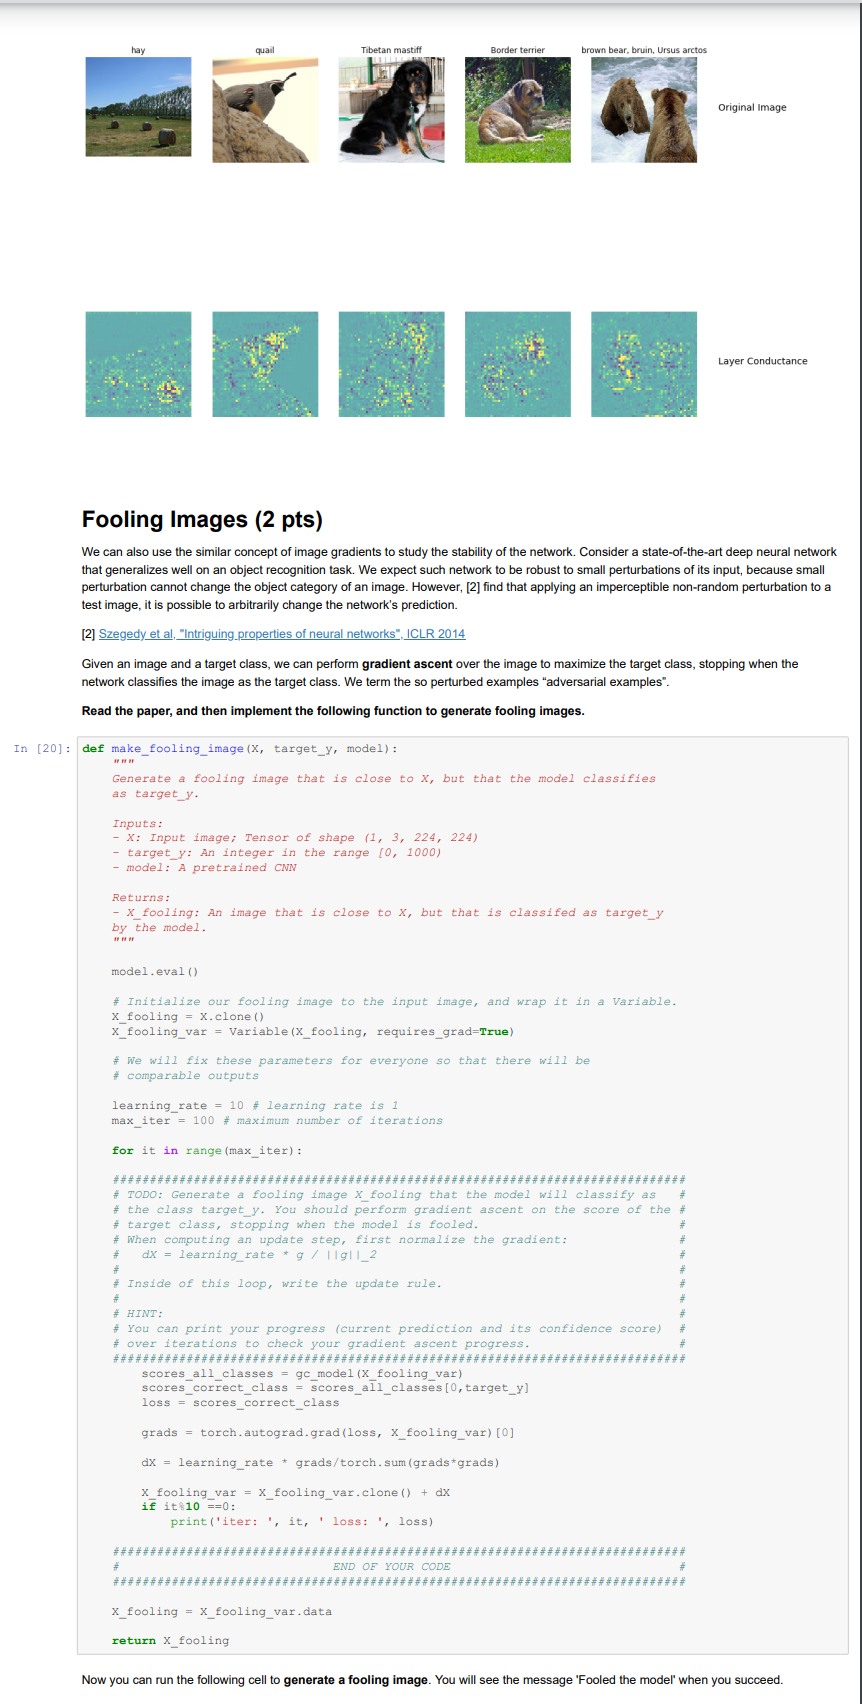 hay quail Tibetan mastiff Border terrier brown bear, bruin, Ursus arctos
Original Image
Layer Conductance
Fooling Images (2 pts)
We can also use the similar concept of image gradients to study the stability of the network. Consider a state-of-the-art deep neural network
that generalizes well on an object recognition task. We expect such network to be robust to small perturbations of its input, because small
perturbation cannot change the object category of an image. However, [2] find that applying an imperceptible non-random perturbation to a
test image, it is possible to arbitrarily change the network's prediction.
[2] Szegedy et al, "Intriguing properties of neural networks", ICLR 2014
Given an image and a target class, we can perform gradient ascent over the image to maximize the target class, stopping when the
network classifies the image as the target class. We term the so perturbed examples “adversarial examples”.
Read the paper, and then implement the following function to generate fooling images.
In [20]: def make_fooling_image(X, target_y, model):
"""
Generate a fooling image that is close to X, but that the model classifies
as target_y.
Inputs:
- X: Input image; Tensor of shape (1, 3, 224, 224)
- target_y: An integer in the range [0, 1000)
- model: A pretrained CNN
Returns:
- X_fooling: An image that is close to X, but that is classifed as target_y
by the model.
"""
model.eval()
# Initialize our fooling image to the input image, and wrap it in a Variable.
X_fooling = X.clone()
X_fooling_var = Variable(X_fooling, requires_grad=True)
# We will fix these parameters for everyone so that there will be
# comparable outputs
learning_rate = 10 # learning rate is 1
max_iter = 100 # maximum number of iterations
for it in range(max_iter):
##############################################################################
# TODO: Generate a fooling image X_fooling that the model will classify as #
# the class target_y. You should perform gradient ascent on the score of the #
# target class, stopping when the model is fooled. #
# When computing an update step, first normalize the gradient: #
# dX = learning_rate * g / ||g||_2 #
# #
# Inside of this loop, write the update rule. #
# #
# HINT: #
# You can print your progress (current prediction and its confidence score) #
# over iterations to check your gradient ascent progress. #
##############################################################################
scores_all_classes = gc_model(X_fooling_var)
scores_correct_class = scores_all_classes[0,target_y]
loss = scores_correct_class
grads = torch.autograd.grad(loss, X_fooling_var)[0]
dX = learning_rate * grads/torch.sum(grads*grads)
X_fooling_var = X_fooling_var.clone() + dX
if it%10 ==0:
print('iter: ', it, ' loss: ', loss)
##############################################################################
# END OF YOUR CODE #
##############################################################################
X_fooling = X_fooling_var.data
return X_fooling
Now you can run the following cell to generate a fooling image. You will see the message 'Fooled the model' when you succeed.